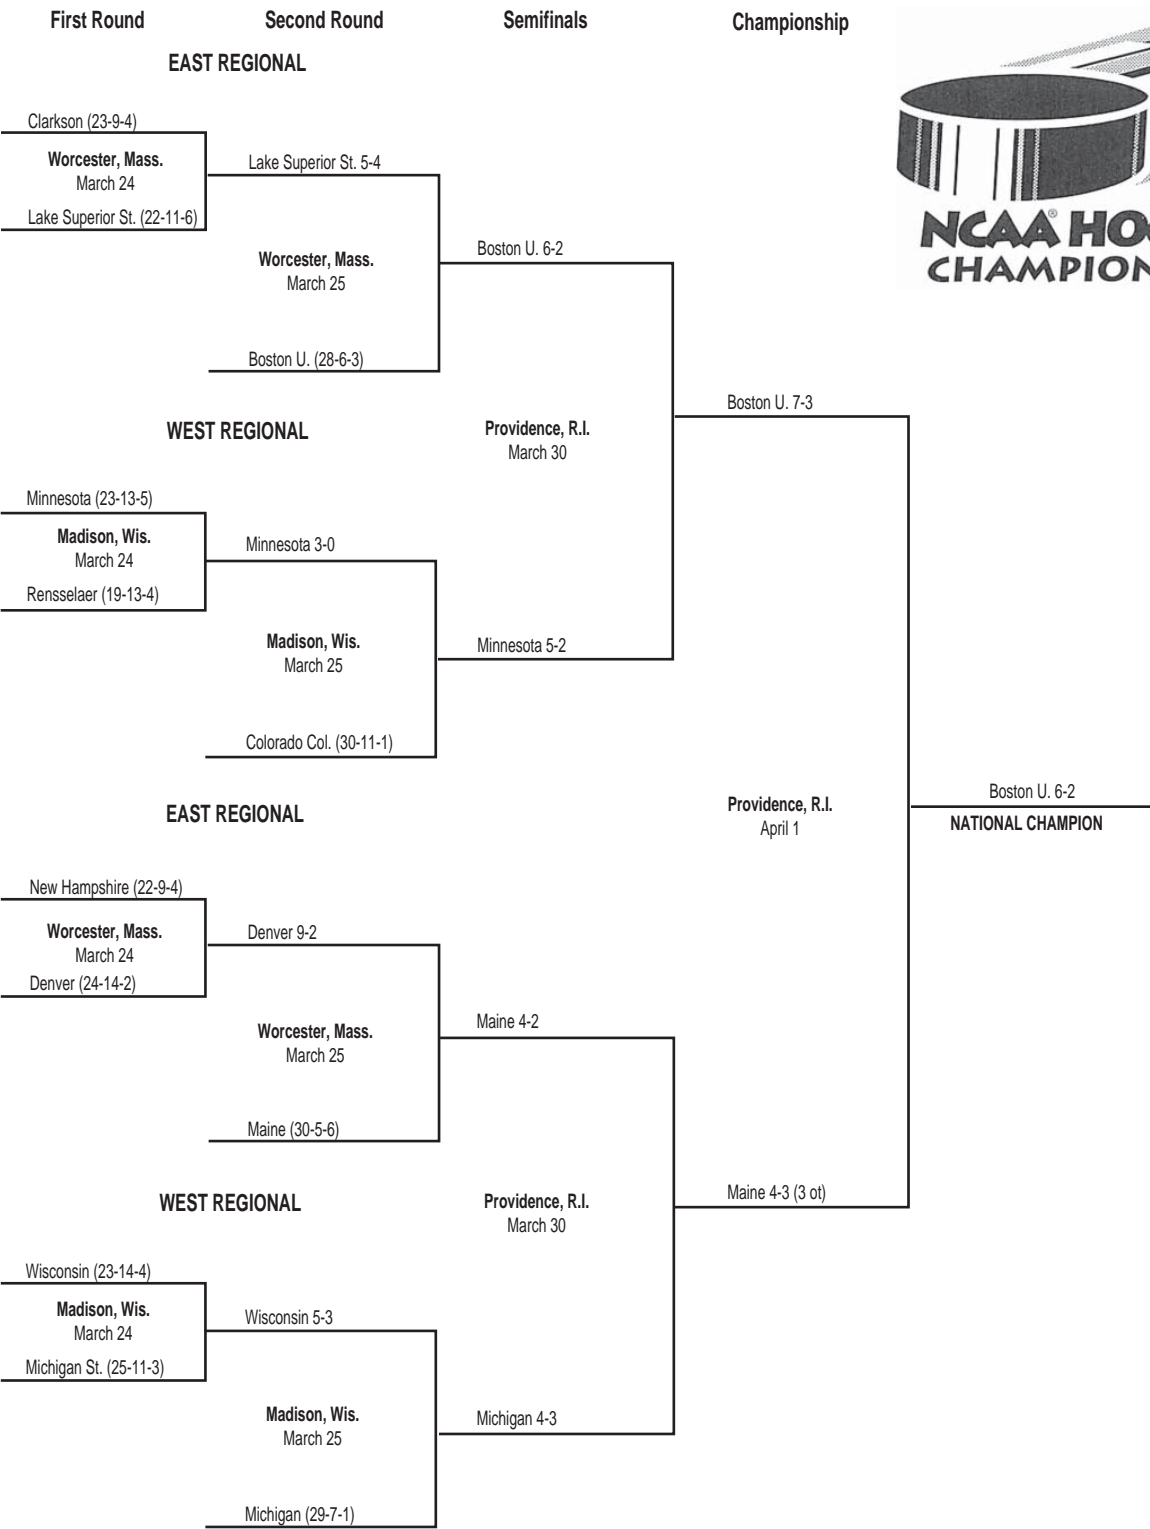 First Round Second Round Semifinals Championship
EAST REGIONAL
Clarkson (23-9-4)
Worcester, Mass.
March 24
Lake Superior St. (22-11-6)
Lake Superior St. 5-4
Worcester, Mass.
March 25
Boston U. (28-6-3)
Boston U. 6-2
NCAA®
WEST REGIONAL
Minnesota (23-13-5)
Madison, Wis.
March 24
Rensselaer (19-13-4)
Minnesota 3-0
Madison, Wis.
March 25
Colorado Col. (30-11-1)
Minnesota 5-2
Providence, R.I.
March 30
Boston U. 7-3
EAST REGIONAL
New Hampshire (22-9-4)
Worcester, Mass.
March 24
Denver (24-14-2)
Denver 9-2
Worcester, Mass.
March 25
Maine (30-5-6)
Maine 4-2
WEST REGIONAL
Wisconsin (23-14-4)
Madison, Wis.
March 24
Michigan St. (25-11-3)
Wisconsin 5-3
Madison, Wis.
March 25
Michigan (29-7-1)
Michigan 4-3
Providence, R.I.
March 30
Maine 4-3 (3 ot)
Providence, R.I.
April 1
Boston U. 6-2
NATIONAL CHAMPION